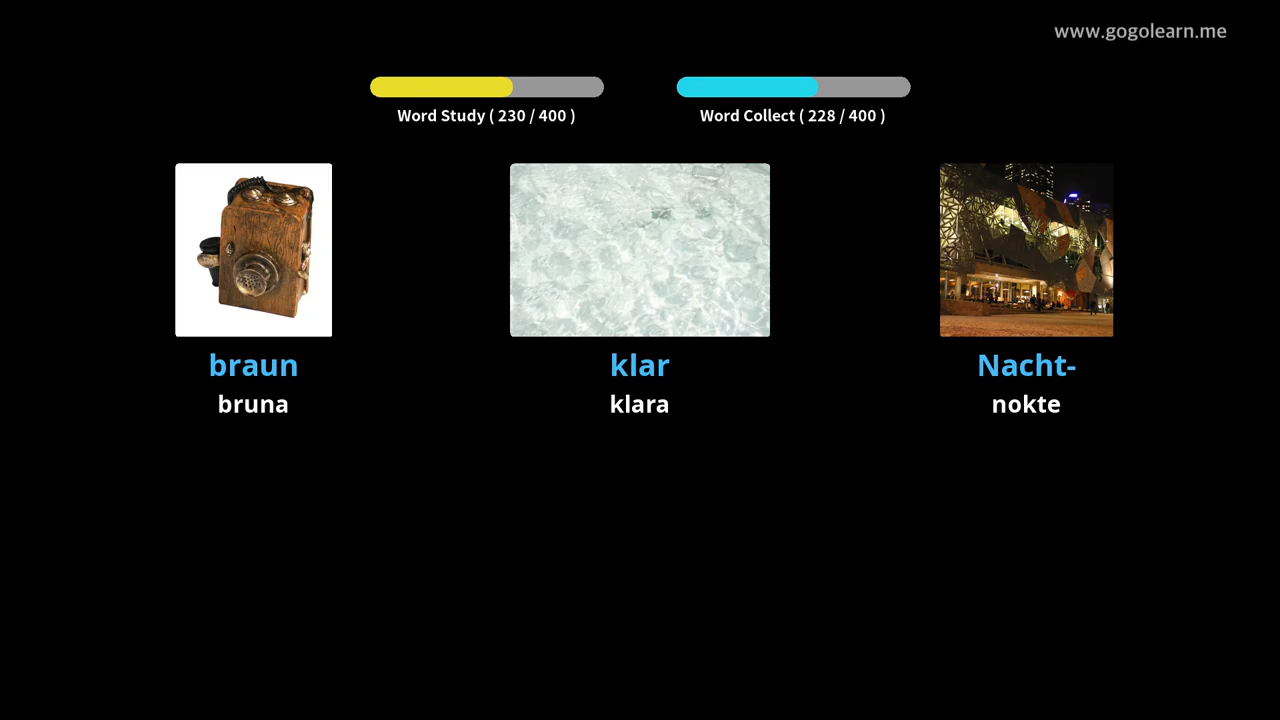 www.gogolearn.me
Word Study ( 230 / 400 )
Word Collect ( 228 / 400 )
braun
bruna
klar
klara
Nacht-
nokte